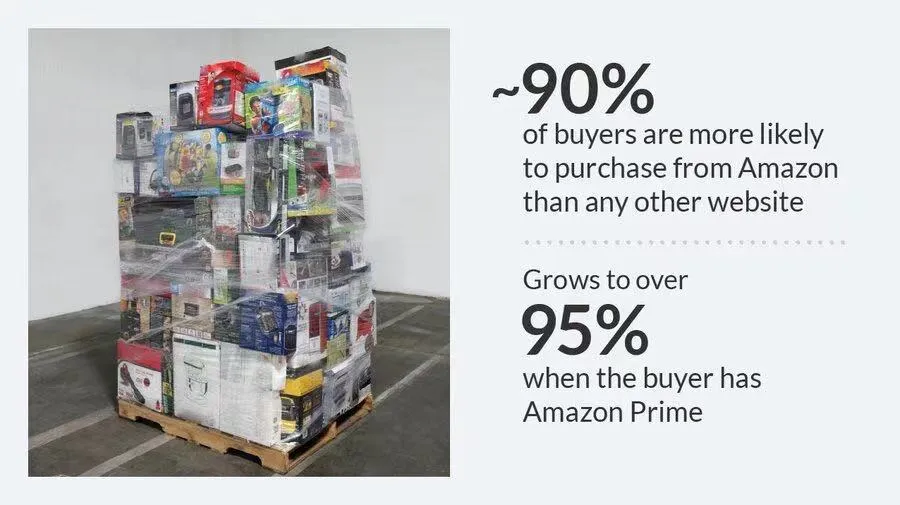 ~90%
of buyers are more likely
to purchase from Amazon
than any other website
Grows to over
95%
when the buyer has
Amazon Prime